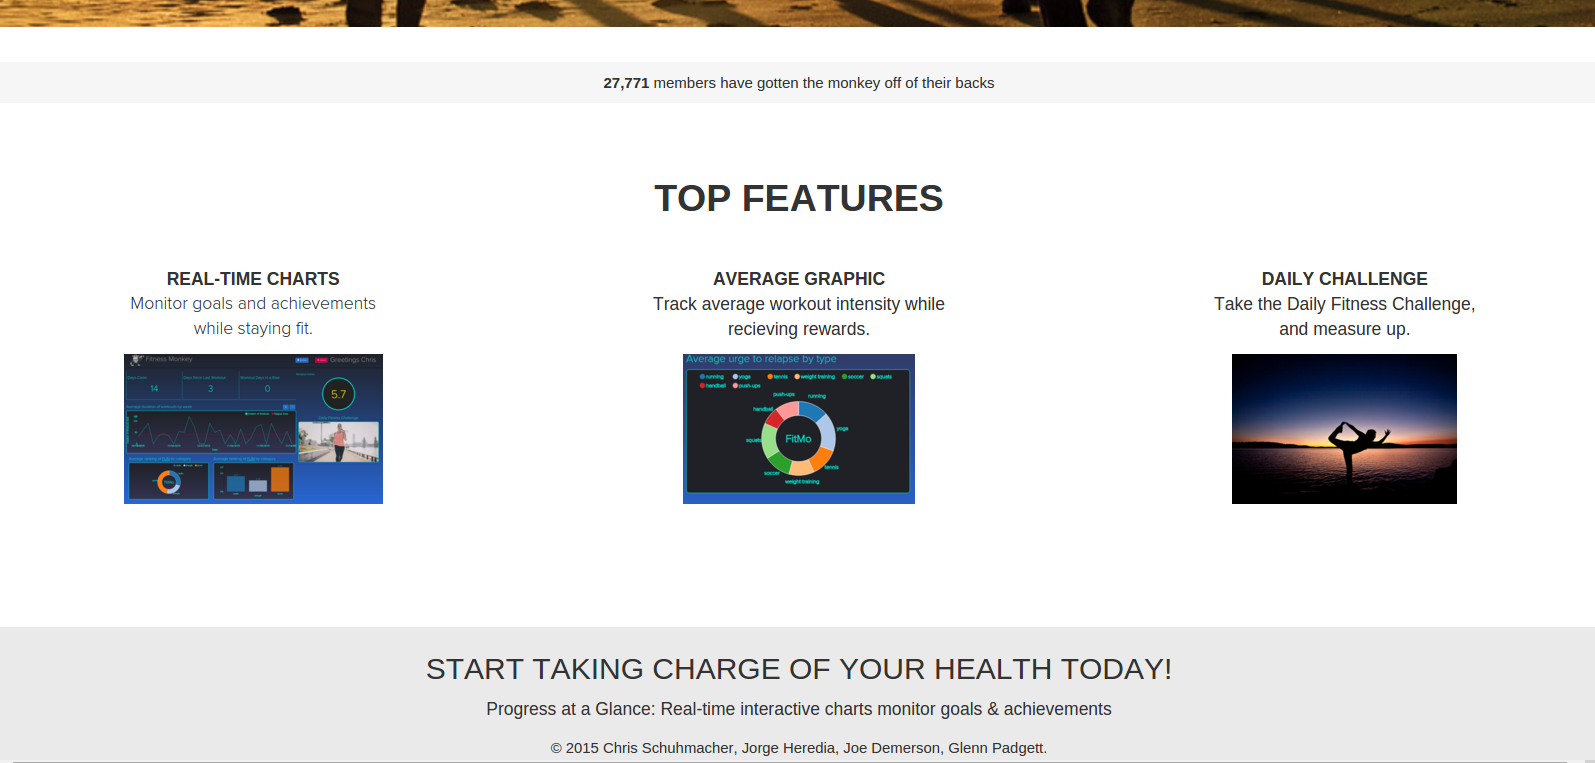 27,771 members have gotten the monkey off of their backs
TOP FEATURES
REAL-TIME CHARTS
Monitor goals and achievements
while staying fit.
Fitness Monkey
Greetings Chris
14
3
0
5.7
Daily Fitness Challenge
AVERAGE GRAPHIC
Track average workout intensity while
recieving rewards.
Average urge to relapse by type
running yoga tennis weight training soccer squats
handball push-ups
push-ups running
handball
yoga
FitMo
squats
tennis
soccer
weight training
DAILY CHALLENGE
Take the Daily Fitness Challenge,
and measure up.
START TAKING CHARGE OF YOUR HEALTH TODAY!
Progress at a Glance: Real-time interactive charts monitor goals & achievements
© 2015 Chris Schuhmacher, Jorge Heredia, Joe Demerson, Glenn Padgett.